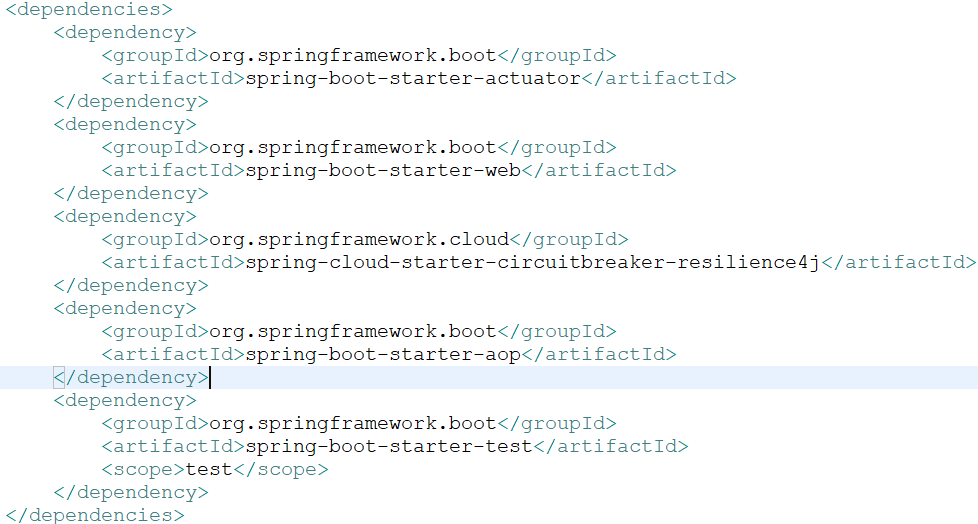 <dependencies>
    <dependency>
        <groupId>org.springframework.boot</groupId>
        <artifactId>spring-boot-starter-actuator</artifactId>
    </dependency>
    <dependency>
        <groupId>org.springframework.boot</groupId>
        <artifactId>spring-boot-starter-web</artifactId>
    </dependency>
    <dependency>
        <groupId>org.springframework.cloud</groupId>
        <artifactId>spring-cloud-starter-circuitbreaker-resilience4j</artifactId>
    </dependency>
    <dependency>
        <groupId>org.springframework.boot</groupId>
        <artifactId>spring-boot-starter-aop</artifactId>
    </dependency>
    <dependency>
        <groupId>org.springframework.boot</groupId>
        <artifactId>spring-boot-starter-test</artifactId>
        <scope>test</scope>
    </dependency>
</dependencies>